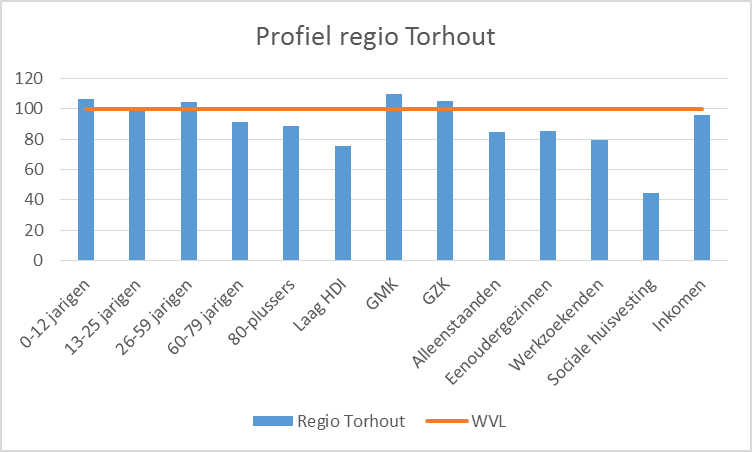 Profiel regio Torhout
120
100
80
60
40
20
0
0-12 jarigen
13-25 jarigen
26-59 jarigen
60-79 jarigen
80-plussers
Laag HDI
GMK
GZK
Alleenstaanden
Eenoudergezinnen
Werkzoekenden
Sociale huisvesting
Inkomen
Regio Torhout
WVL